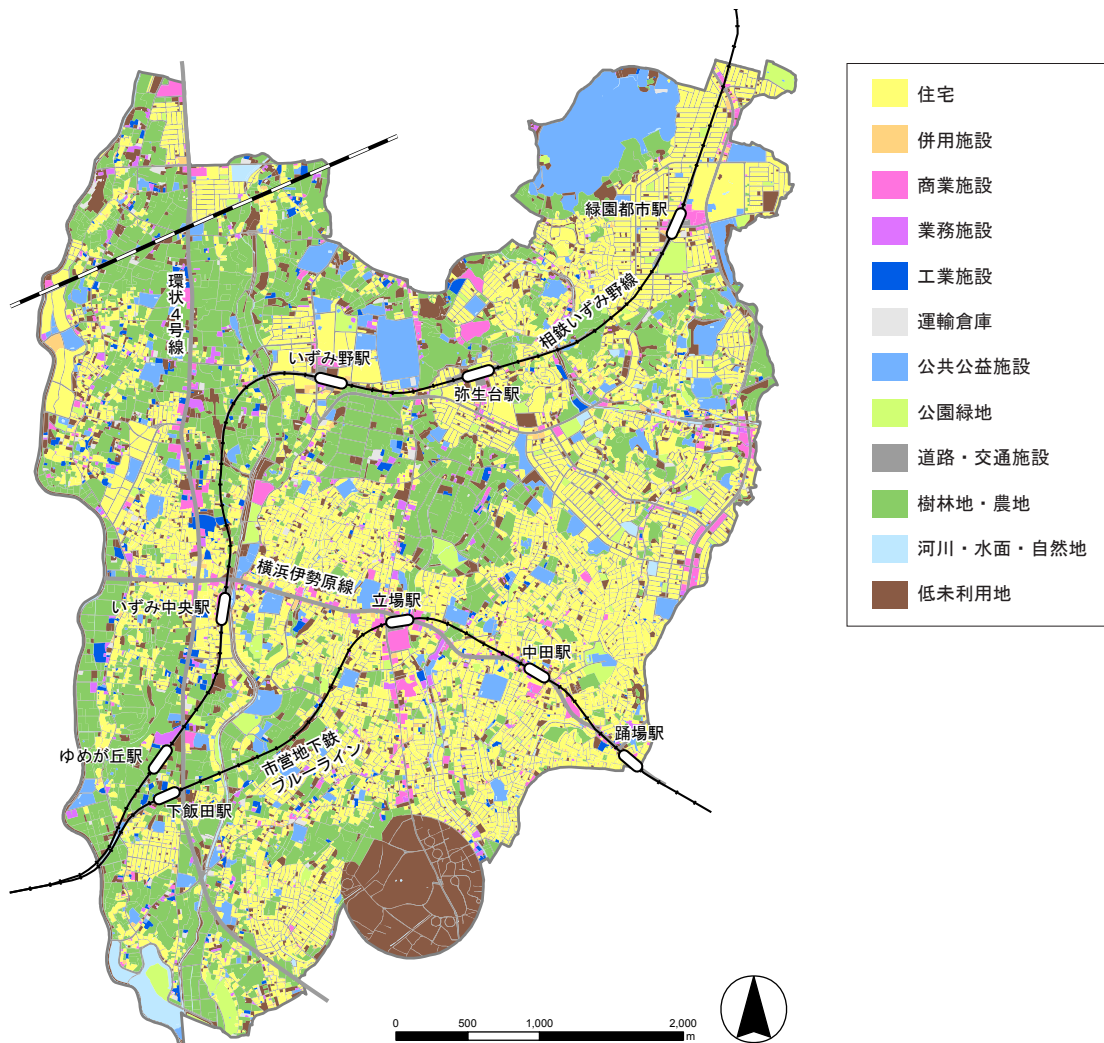 緑園都市駅
環状4号線
相鉄いずみ野線
いずみ野駅
弥生台駅
横浜伊勢原線
いずみ中央駅
立場駅
中田駅
踊場駅
ゆめが丘駅
市営地下鉄
ブルーライン
下飯田駅
住宅
併用施設
商業施設
業務施設
工業施設
運輸倉庫
公共公益施設
公園緑地
道路・交通施設
樹林地・農地
河川・水面・自然地
低未利用地
0 500 1,000 2,000
m